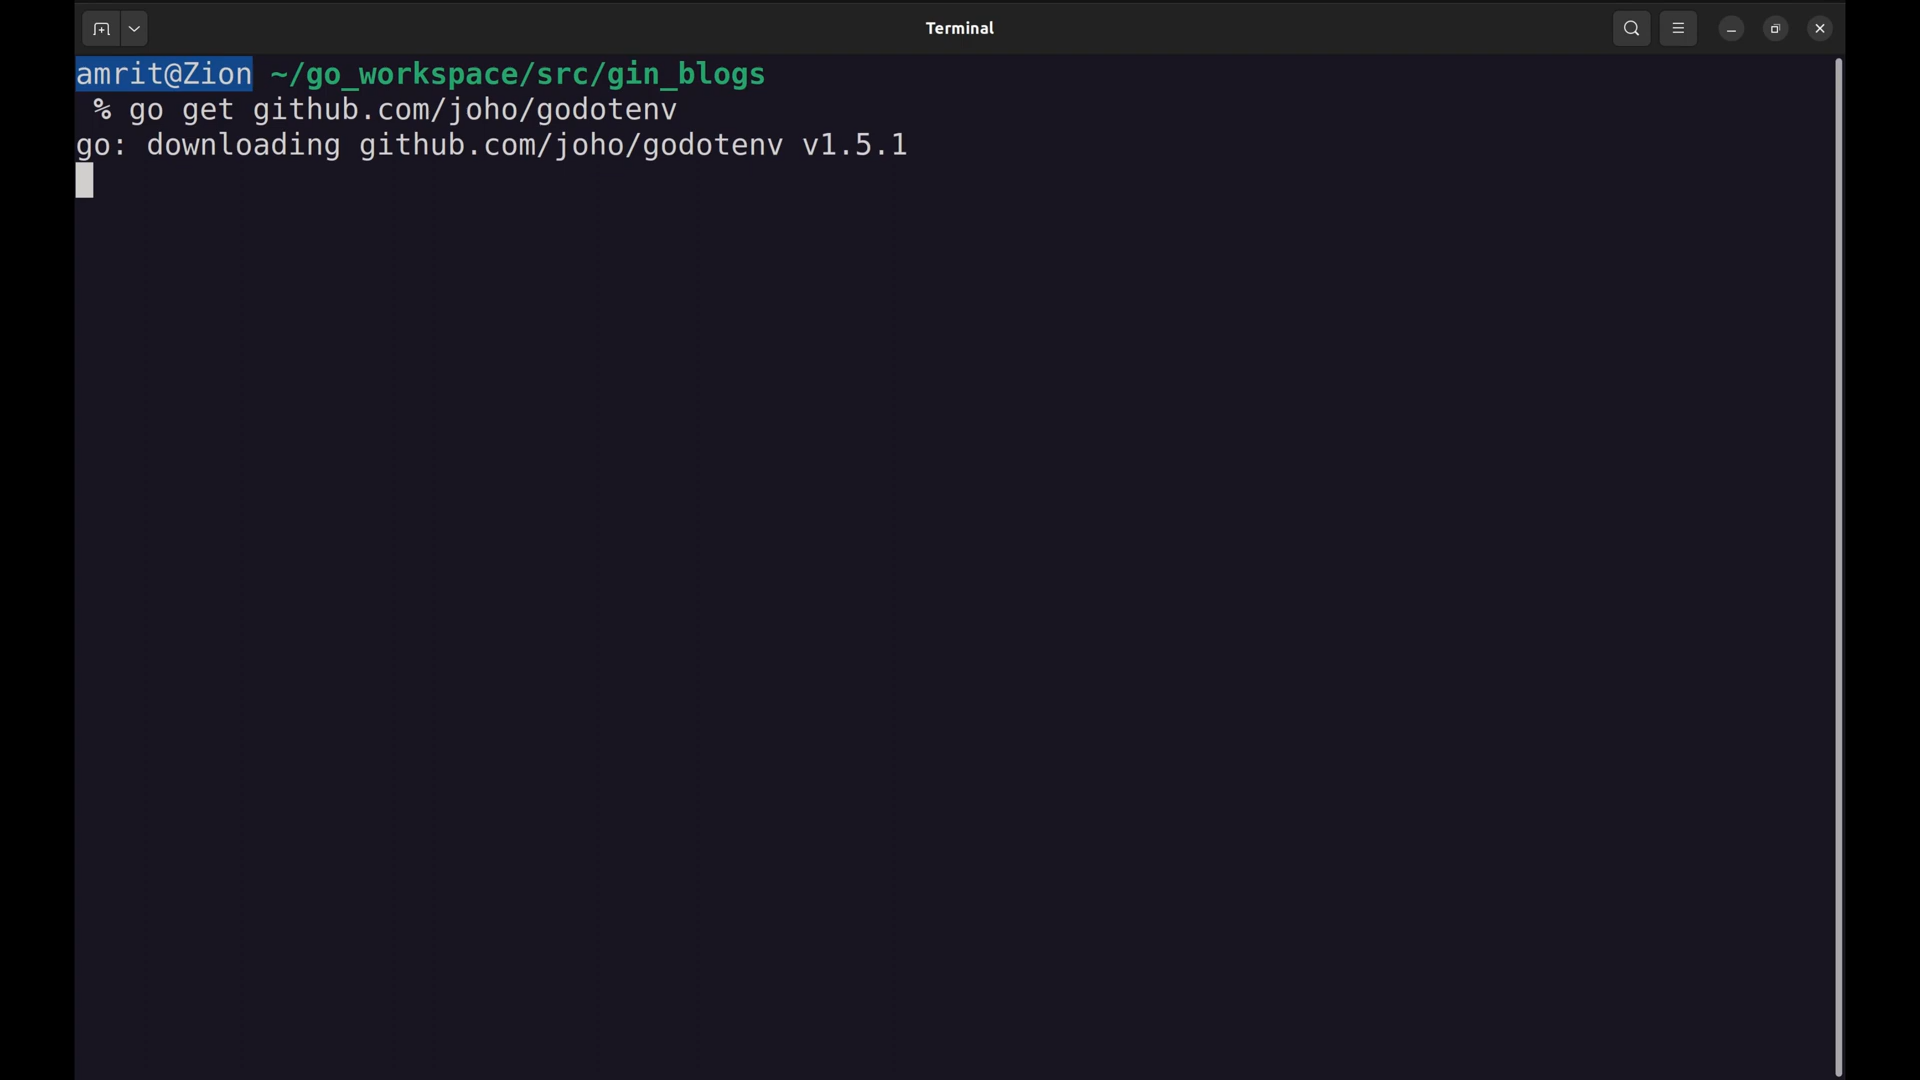 Terminal
amrit@Zion ~/go_workspace/src/gin_blogs
% go get github.com/joho/godotenv
go: downloading github.com/joho/godotenv v1.5.1